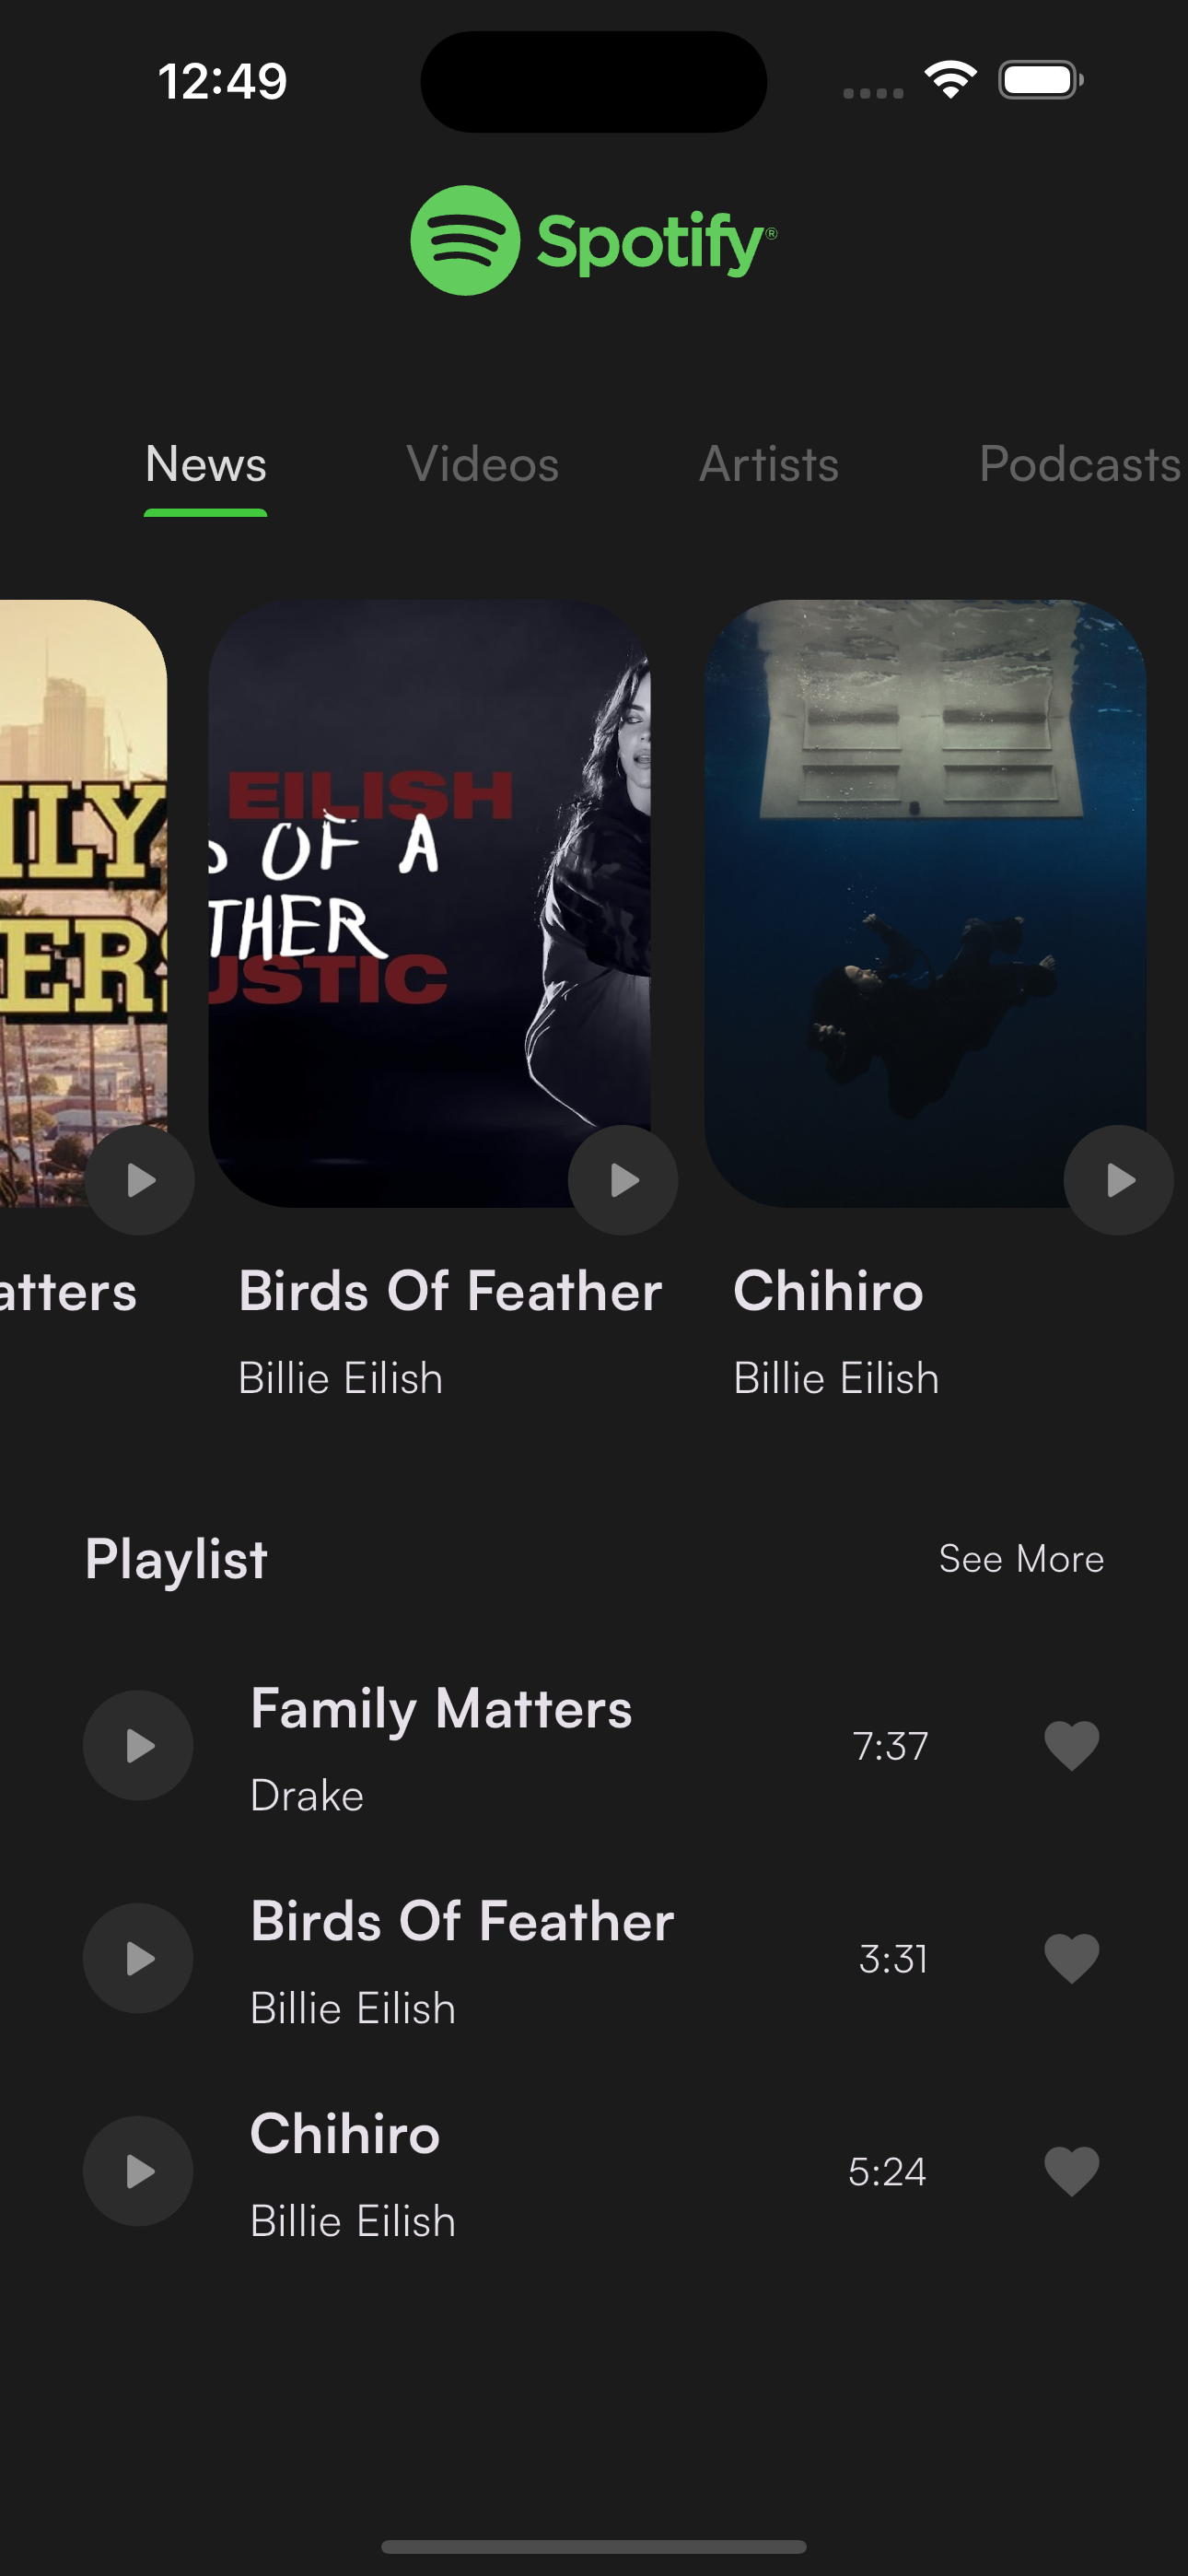 12:49
Spotify®
News Videos Artists Podcasts
ILY
ERS
EILISH
OF A
THER
USTIC
atters
Birds Of Feather
Billie Eilish
Chihiro
Billie Eilish
Playlist See More
Family Matters
Drake
7:37
Birds Of Feather
Billie Eilish
3:31
Chihiro
Billie Eilish
5:24